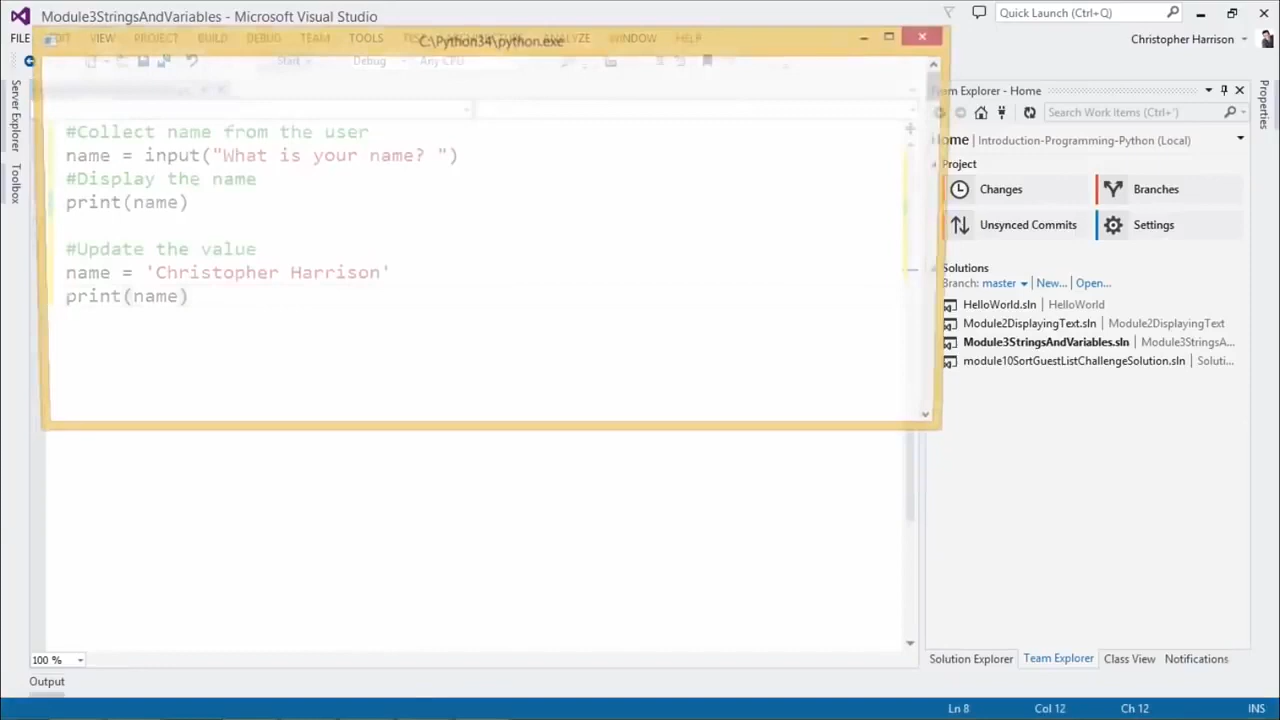 Module3StringsAndVariables - Microsoft Visual Studio
Quick Launch (Ctrl+Q)
FILE EDIT VIEW PROJECT BUILD DEBUG TEAM TOOLS ANALYZE WINDOW HELP
C:\Python34\python.exe
Christopher Harrison
Start Debug Any CPU
Server Explorer
Toolbox
#Collect name from the user
name = input("What is your name? ")
#Display the name
print(name)
#Update the value
name = 'Christopher Harrison'
print(name)
Team Explorer - Home
Search Work Items (Ctrl+')
Home Introduction-Programming-Python (Local)
Project
Changes Branches
Unsynced Commits Settings
Solutions
Branch: master New... Open...
HelloWorld.sln HelloWorld
Module2DisplayingText.sln Module2DisplayingText
Module3StringsAndVariables.sln Module3StringsA...
module10SortGuestListChallengeSolution.sln Soluti...
Properties
100 %
Solution Explorer Team Explorer Class View Notifications
Output
Ln 8 Col 12 Ch 12 INS